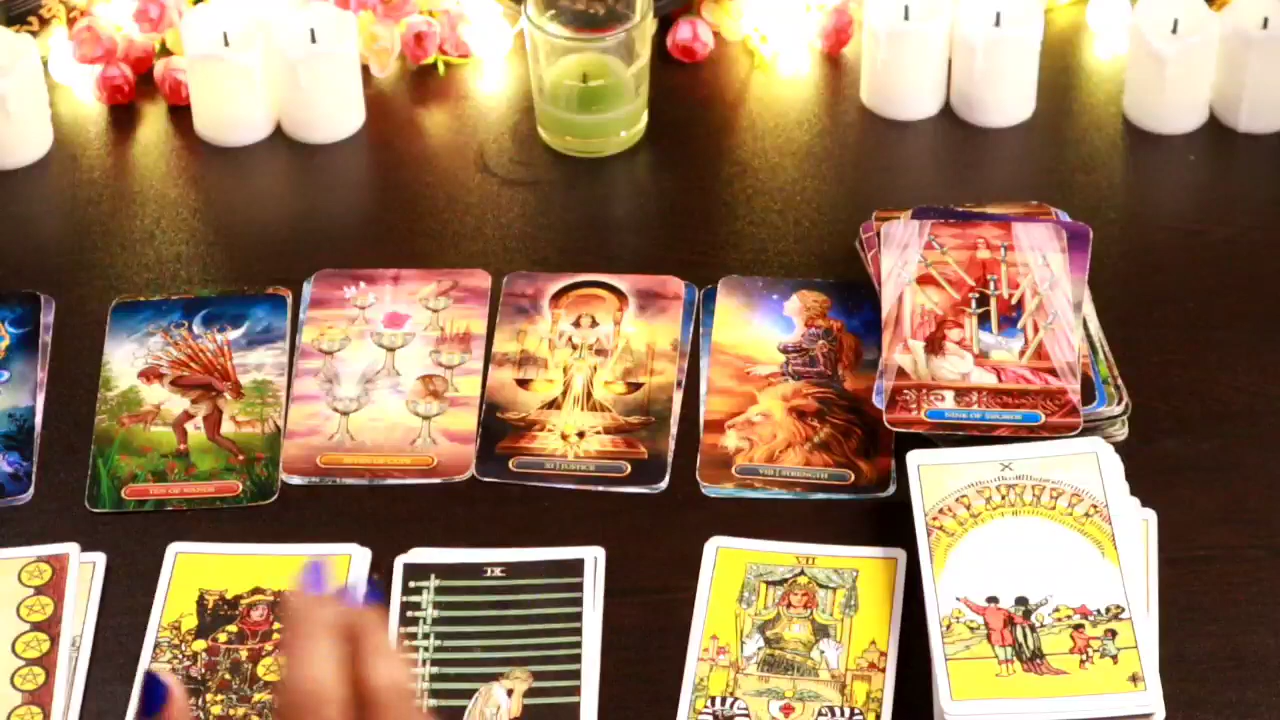 TEN OF WANDS
SEVEN OF CUPS
XI | JUSTICE
VIII | STRENGTH
NINE OF SWORDS
X
IX
VII